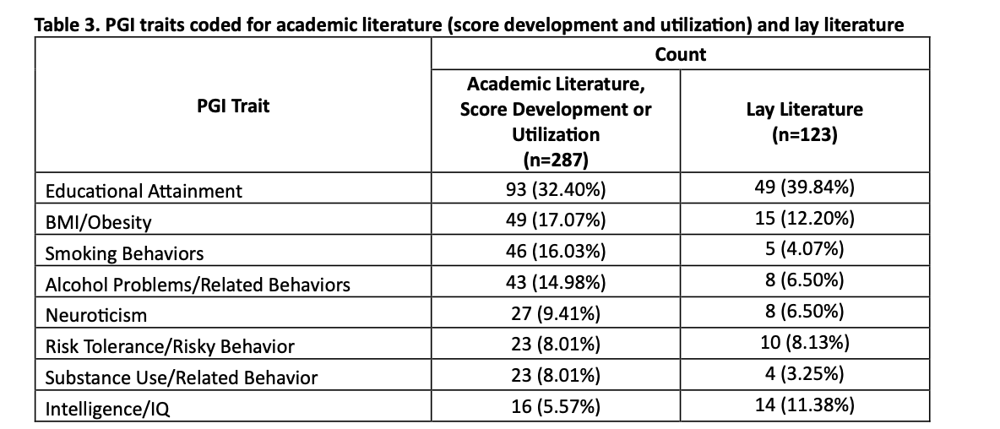 Table 3. PGI traits coded for academic literature (score development and utilization) and lay literature
Count
PGI Trait
Academic Literature,
Score Development or
Utilization
(n=287)
Lay Literature
(n=123)
Educational Attainment 93 (32.40%) 49 (39.84%)
BMI/Obesity 49 (17.07%) 15 (12.20%)
Smoking Behaviors 46 (16.03%) 5 (4.07%)
Alcohol Problems/Related Behaviors 43 (14.98%) 8 (6.50%)
Neuroticism 27 (9.41%) 8 (6.50%)
Risk Tolerance/Risky Behavior 23 (8.01%) 10 (8.13%)
Substance Use/Related Behavior 23 (8.01%) 4 (3.25%)
Intelligence/IQ 16 (5.57%) 14 (11.38%)